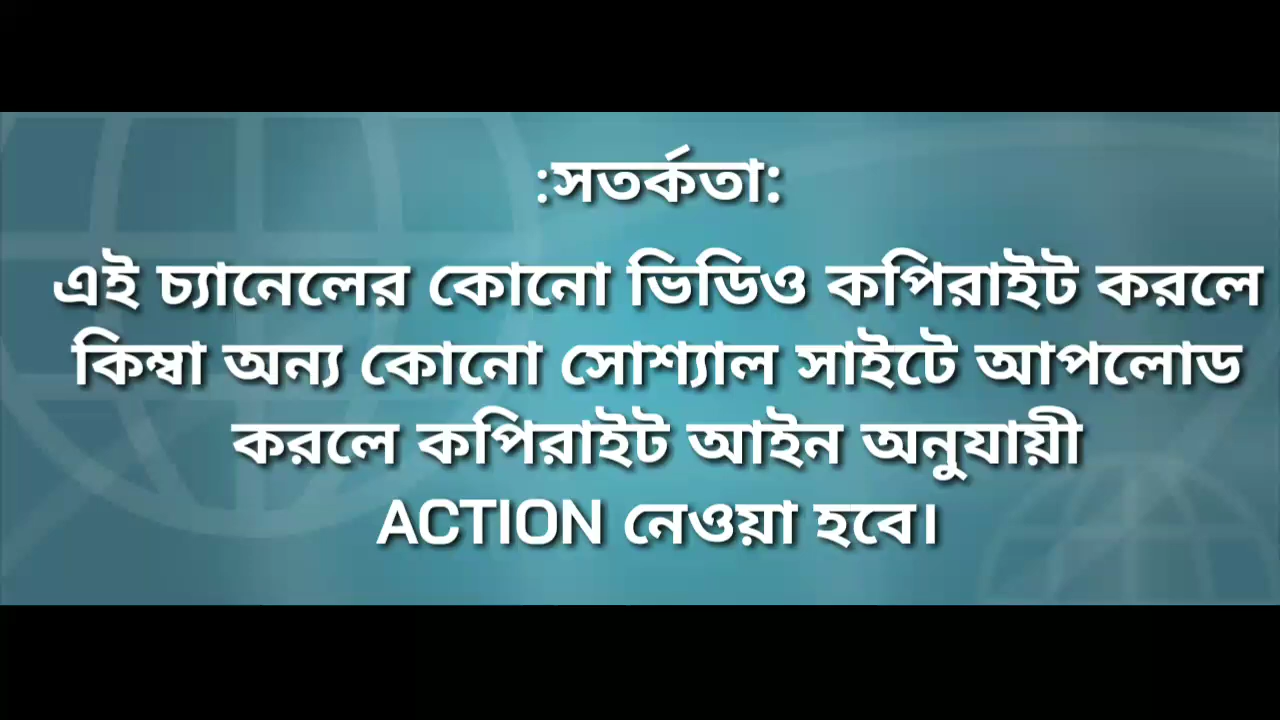 :সতর্কতা:
এই চ্যানেলের কোনো ভিডিও কপিরাইট করলে
কিম্বা অন্য কোনো সোশ্যাল সাইটে আপলোড
করলে কপিরাইট আইন অনুযায়ী
ACTION নেওয়া হবে।